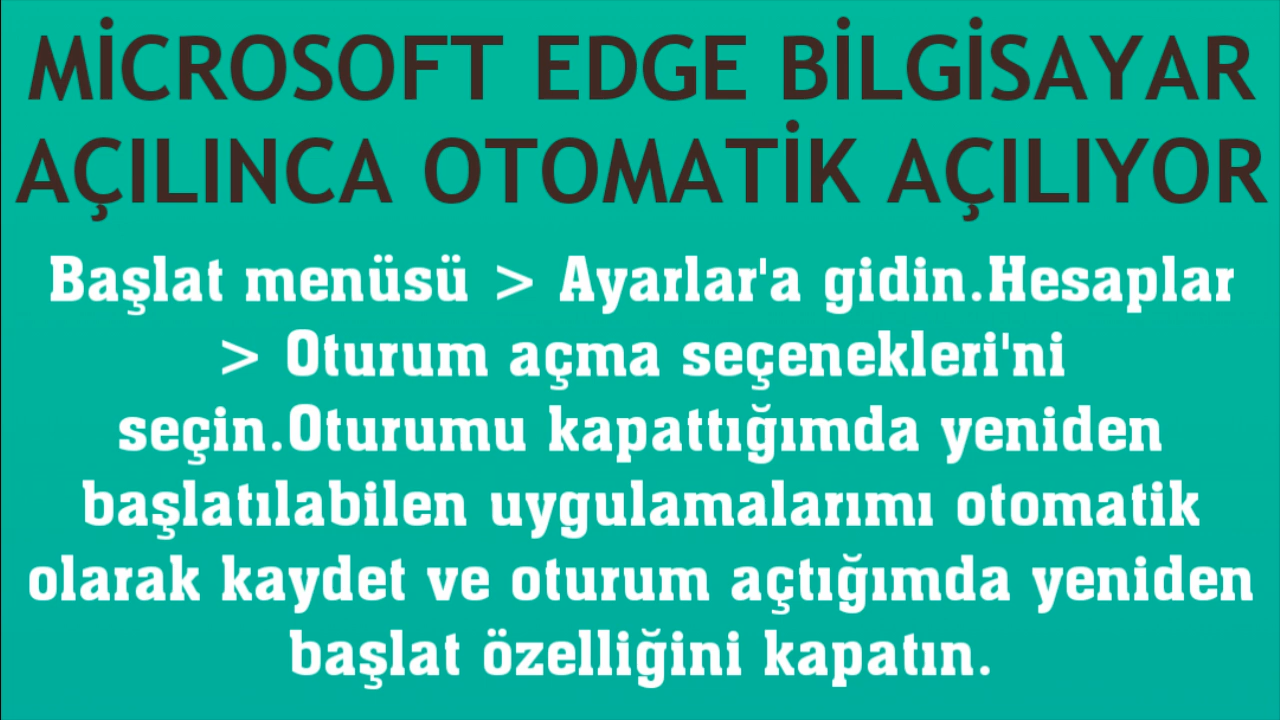 MİCROSOFT EDGE BİLGİSAYAR
AÇILINCA OTOMATİK AÇILIYOR
Başlat menüsü > Ayarlar'a gidin.Hesaplar
> Oturum açma seçenekleri'ni
seçin.Oturumu kapattığımda yeniden
başlatılabilen uygulamalarımı otomatik
olarak kaydet ve oturum açtığımda yeniden
başlat özelliğini kapatın.